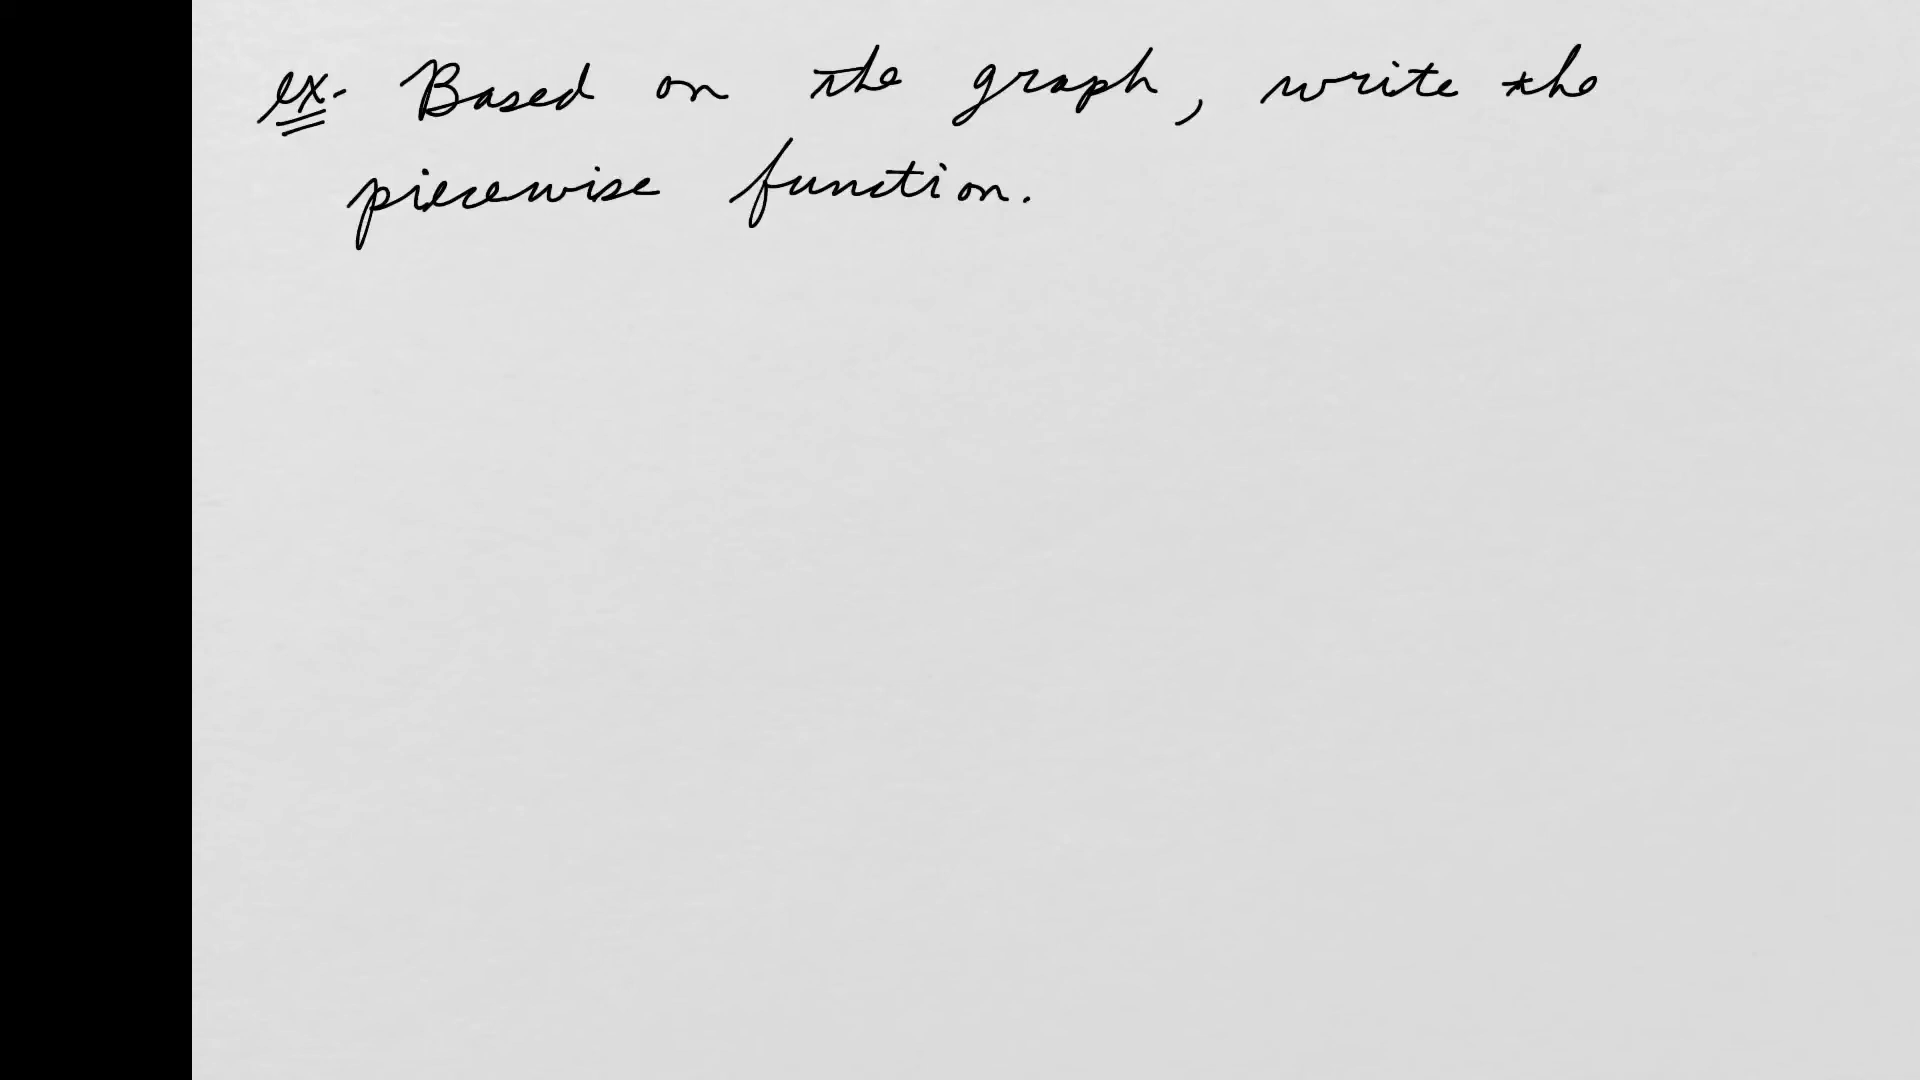 ex. Based on the graph, write the
piecewise function.